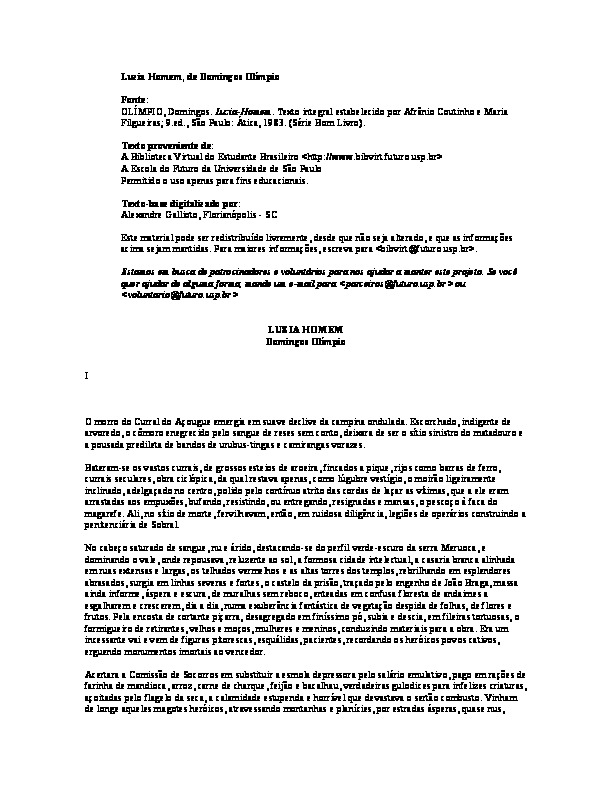 Luzia Homem, de Domingos Olímpio
Fonte:
OLÍMPIO, Domingos. Luzia-Homem. Texto integral estabelecido por Afrânio Coutinho e Maria
Filgueiras; 9.ed., São Paulo: Ática, 1983. (Série Bom Livro).
Texto proveniente de:
A Biblioteca Virtual do Estudante Brasileiro <http://www.bibvirt.futuro.usp.br>
A Escola do Futuro da Universidade de São Paulo
Permitido o uso apenas para fins educacionais.
Texto-base digitalizado por:
Alexandre Gallioto, Florianópolis - SC
Este material pode ser redistribuído livremente, desde que não seja alterado, e que as informações
acima sejam mantidas. Para maiores informações, escreva para <bibvirt@futuro.usp.br>.
Estamos em busca de patrocinadores e voluntários para nos ajudar a manter este projeto. Se você
quer ajudar de alguma forma, mande um e-mail para <parceiros@futuro.usp.br> ou
<voluntario@futuro.usp.br>
LUZIA HOMEM
Domingos Olímpio
I
O morro do Curral do Açougue emergia em suave declive da campina ondulada. Escorchado, indigente de
arvoredo, o cômoro enegrecido pelo sangue de reses sem conto, deixara de ser o sítio sinistro do matadouro e
a pousada predileta de bandos de urubus-tingas e camirangas vorazes.
Bateram-se os vastos currais, de grossos esteios de aroeira, fincados a pique, rijos como barras de ferro,
currais seculares, obra ciclópica, da qual restava apenas, como lúgubre vestígio, o moirão ligeiramente
inclinado, adelgaçado no centro, polido pelo contínuo atrito das cordas de laçar as vítimas, que a ele eram
arrastadas aos empuxões, bufando, resistindo, ou entregando, resignadas e mansas, o pescoço à faca do
magarefe. Ali, no sítio de morte, fervilhavam, então, em ruidosa diligência, legiões de operários construindo a
penitenciária de Sobral.
No cabeço saturado de sangue, nu e árido, destacando-se do perfil verde-escuro da serra Meruoca, e
dominando o vale, onde repousava, reluzente ao sol, a formosa cidade intelectual, a casaria branca alinhada
em ruas extensas e largas, os telhados vermelhos e as altas torres dos templos, rebrilhando em esplendores
abrasados, surgia em linhas severas e fortes, o castelo da prisão, traçado pelo engenho de João Braga, massa
ainda informe, áspera e escura, de muralhas sem reboco, enteadas em confusa floresta de andaimes a
esgalharem e crescerem, dia a dia, numa exuberância fantástica de vegetação despida de folhas, de flores e
frutos. Pela encosta de cortante piçarra, desagregado em finíssimo pó, subia e descia, em fileiras tortuosas, o
formigueiro de retirantes, velhos e moços, mulheres e meninos, conduzindo materiais para a obra. Era um
incessante vai e vem de figuras pitorescas, esquálidas, pacientes, recordando os heróicos povos cativos,
erguendo monumentos imortais ao vencedor.
Acertara a Comissão de Socorros em substituir a esmola depressora pelo salário emulativo, pago em rações de
farinha de mandioca, arroz, carne de charque, feijão e bacalhau, verdadeiras gulodices para infelizes criaturas,
açoitadas pelo flagelo da seca, a calamidade estupenda e horrível que devastava o sertão combusto. Vinham
de longe aqueles magotes heróicos, atravessando montanhas e planícies, por estradas ásperas, quase nus,